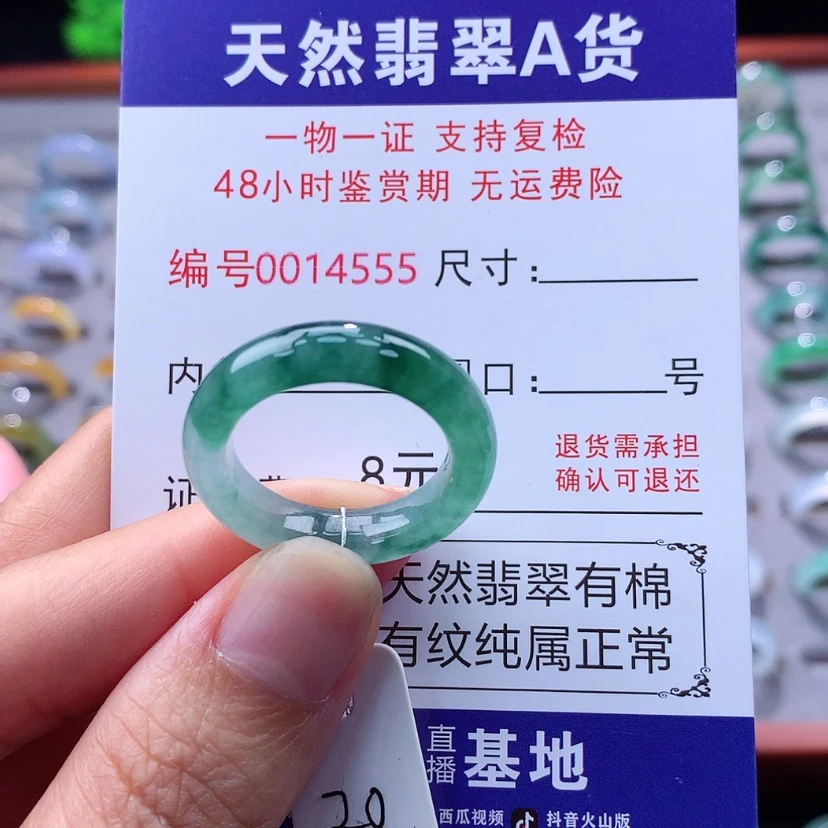 天然翡翠A货
一物一证 支持复检
48小时鉴赏期 无运费险
编号0014555 尺寸:
内 口: 号
证 8元
退货需承担
确认可退还
天然翡翠有棉
有纹纯属正常
直播基地
西瓜视频 抖音火山版
20